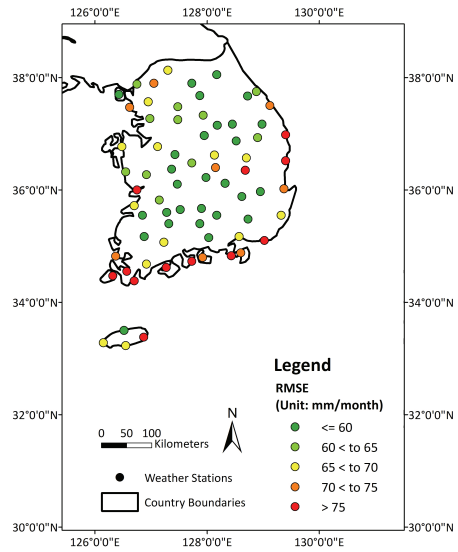 126°0'0"E 128°0'0"E 130°0'0"E
38°0'0"N 38°0'0"N
36°0'0"N 36°0'0"N
34°0'0"N 34°0'0"N
32°0'0"N 32°0'0"N
30°0'0"N 30°0'0"N
126°0'0"E 128°0'0"E 130°0'0"E
N
0 50 100
Kilometers
Weather Stations
Country Boundaries
Legend
RMSE
(Unit: mm/month)
<= 60
60 < to 65
65 < to 70
70 < to 75
> 75